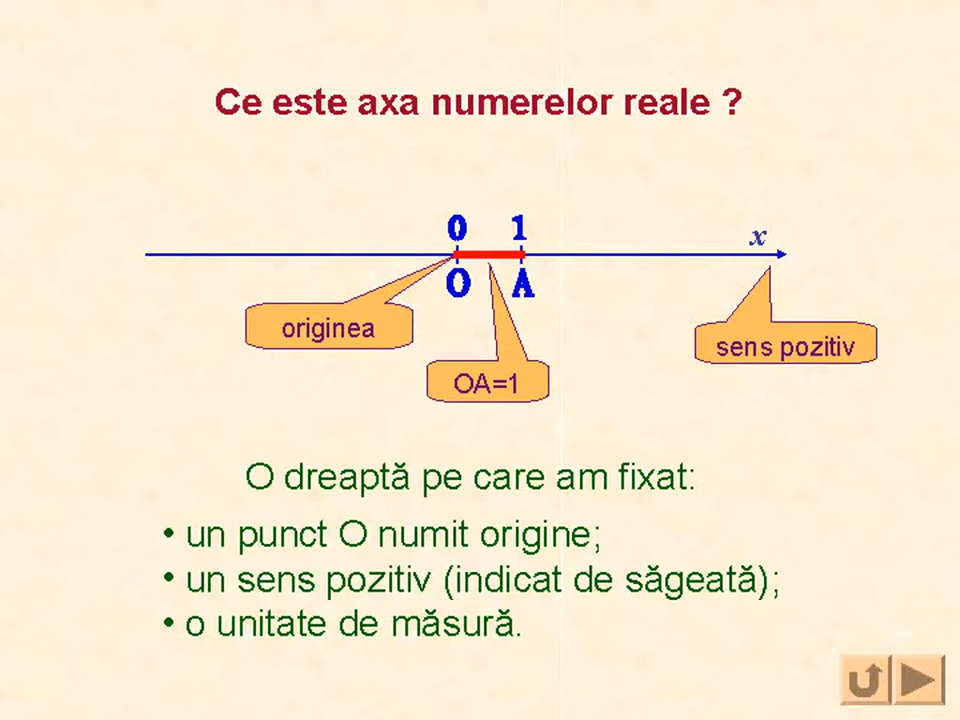 Ce este axa numerelor reale ?
0 1 x
O A
originea
sens pozitiv
OA=1
O dreaptă pe care am fixat:
• un punct O numit origine;
• un sens pozitiv (indicat de săgeată);
• o unitate de măsură.